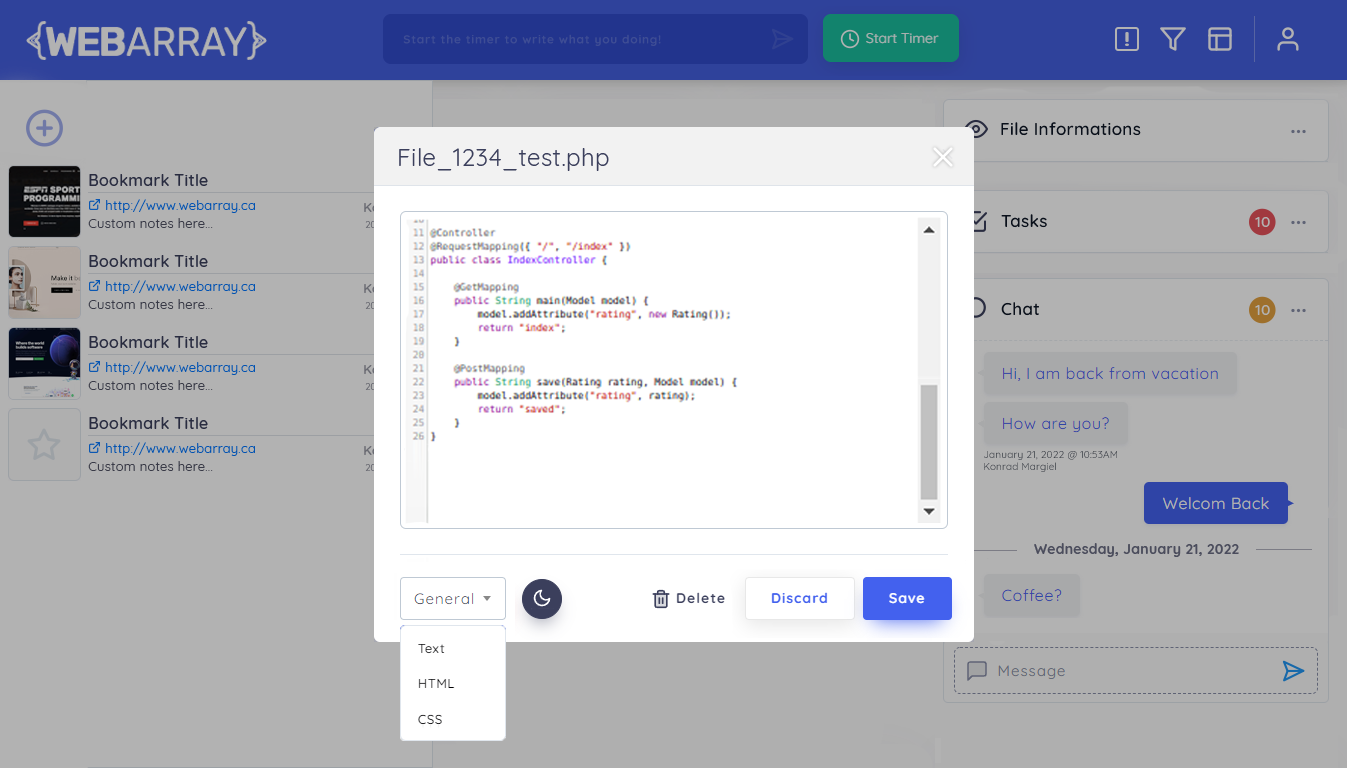 {WEBARRAY}
Start the timer to write what you doing!
Start Timer
Bookmark Title
http://www.webarray.ca
Custom notes here...
Bookmark Title
http://www.webarray.ca
Custom notes here...
Bookmark Title
http://www.webarray.ca
Custom notes here...
Bookmark Title
http://www.webarray.ca
Custom notes here...
File_1234_test.php
11 @Controller
12 @RequestMapping({ "/", "/index" })
13 public class IndexController {
14
15 @GetMapping
16 public String main(Model model) {
17 model.addAttribute("rating", new Rating());
18 return "index";
19 }
20
21 @PostMapping
22 public String save(Rating rating, Model model) {
23 model.addAttribute("rating", rating);
24 return "saved";
25 }
26 }
General
Delete
Discard
Save
Text
HTML
CSS
File Informations
Tasks
10
Chat
10
Hi, I am back from vacation
How are you?
January 21, 2022 @ 10:53AM
Konrad Margiel
Welcom Back
Wednesday, January 21, 2022
Coffee?
Message